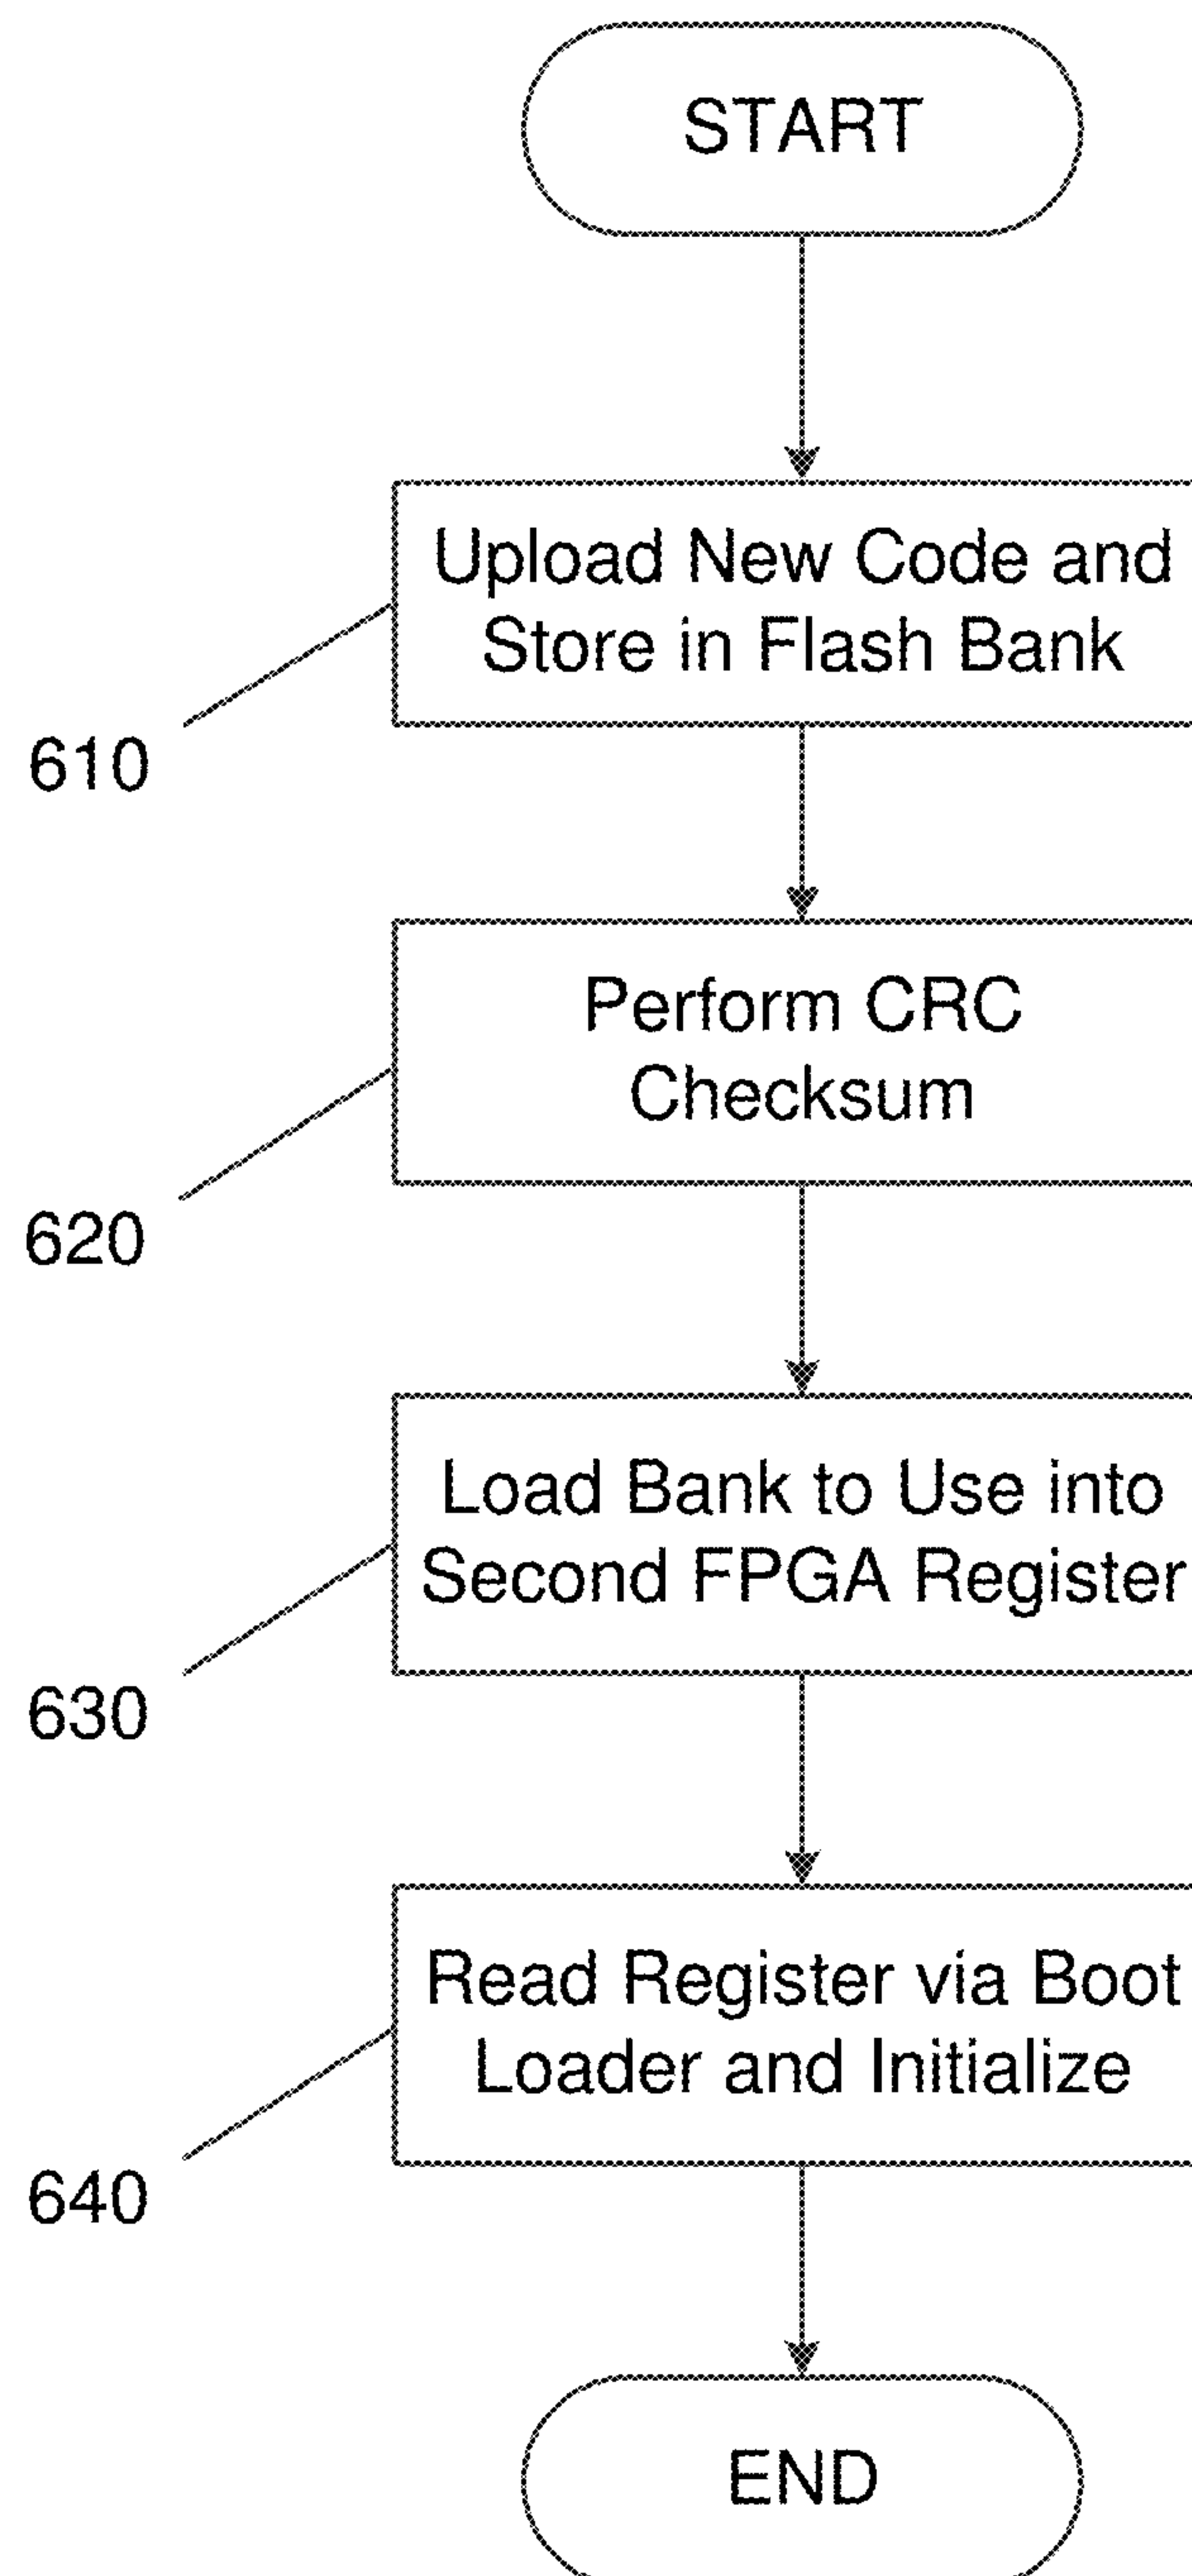 START
Upload New Code and
Store in Flash Bank
610
Perform CRC
Checksum
620
Load Bank to Use into
Second FPGA Register
630
Read Register via Boot
Loader and Initialize
640
END